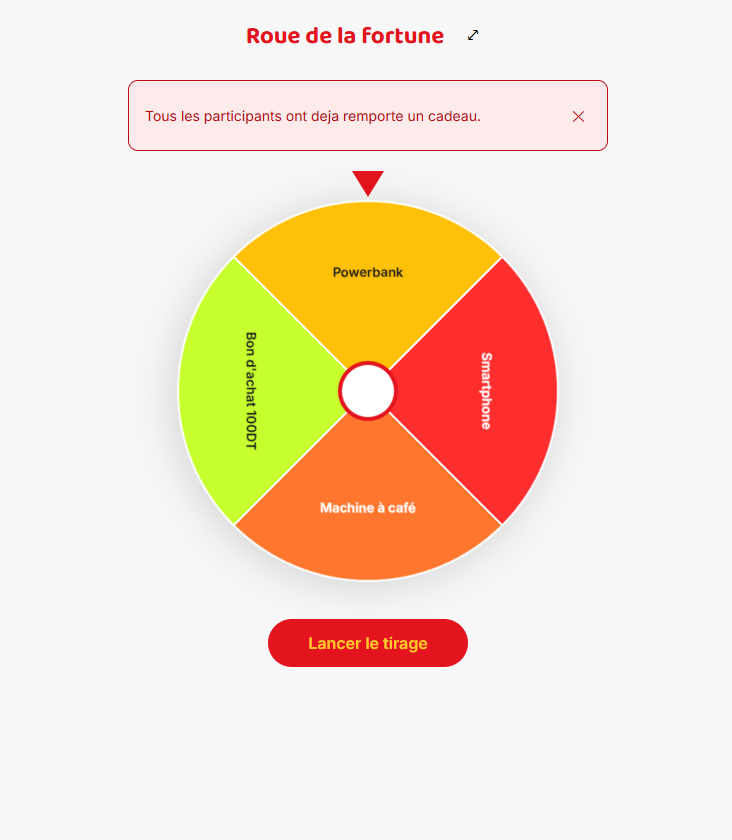 Roue de la fortune
Tous les participants ont deja remporte un cadeau.
Powerbank
Bon d'achat 100DT
Smartphone
Machine à café
Lancer le tirage